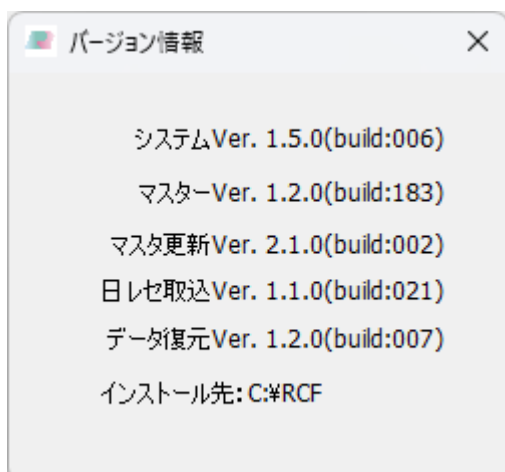 バージョン情報
システムVer. 1.5.0(build:006)
マスターVer. 1.2.0(build:183)
マスタ更新Ver. 2.1.0(build:002)
日レセ取込Ver. 1.1.0(build:021)
データ復元Ver. 1.2.0(build:007)
インストール先: C:¥RCF